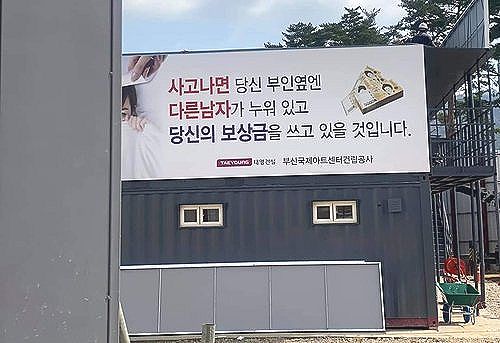 사고나면 당신 부인옆엔
다른남자가 누워 있고
당신의 보상금을 쓰고 있을 것입니다.
TAEYOUNG 태영건설 부산국제아트센터건립공사